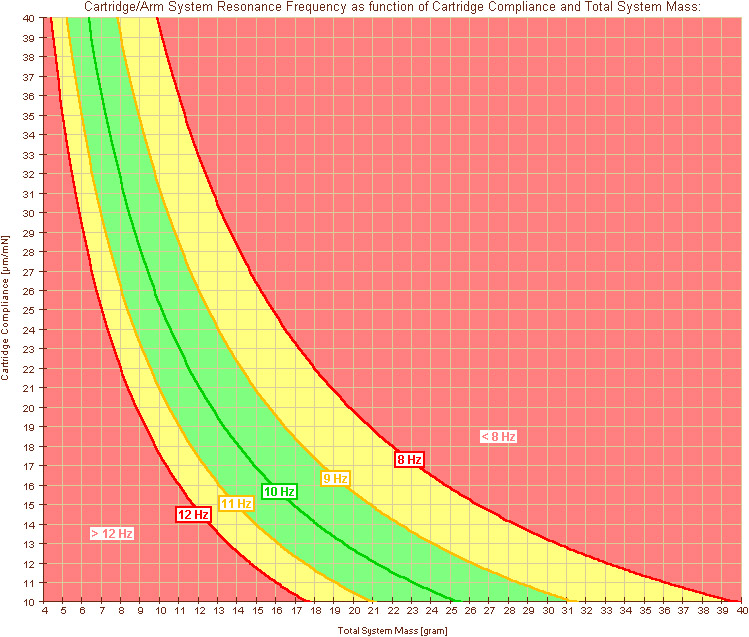 Cartridge/Arm System Resonance Frequency as function of Cartridge Compliance and Total System Mass:
40
39
38
37
36
35
34
33
32
31
30
29
28
27
26
25
24
23
22
21
20
19
18
17
16
15
14
13
12
11
10
Cartridge Compliance [µm/mN]
< 8 Hz
8 Hz
9 Hz
10 Hz
11 Hz
12 Hz
> 12 Hz
4 5 6 7 8 9 10 11 12 13 14 15 16 17 18 19 20 21 22 23 24 25 26 27 28 29 30 31 32 33 34 35 36 37 38 39 40
Total System Mass [gram]